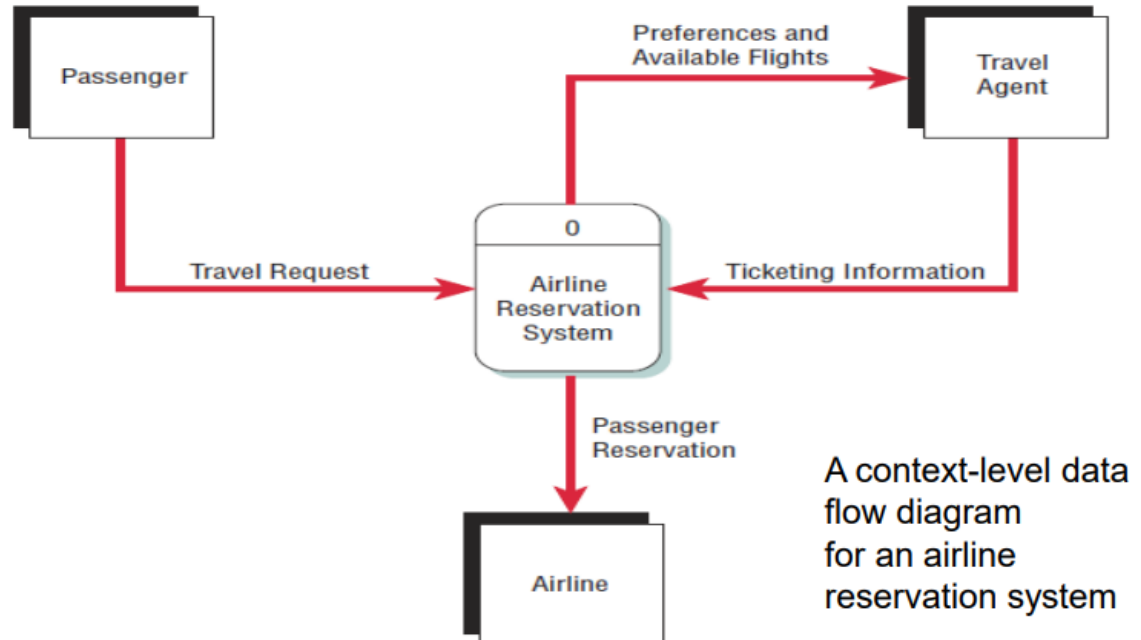 Passenger
Preferences and
Available Flights
Travel
Agent
0
Travel Request
Airline
Reservation
System
Ticketing Information
Passenger
Reservation
Airline
A context-level data
flow diagram
for an airline
reservation system